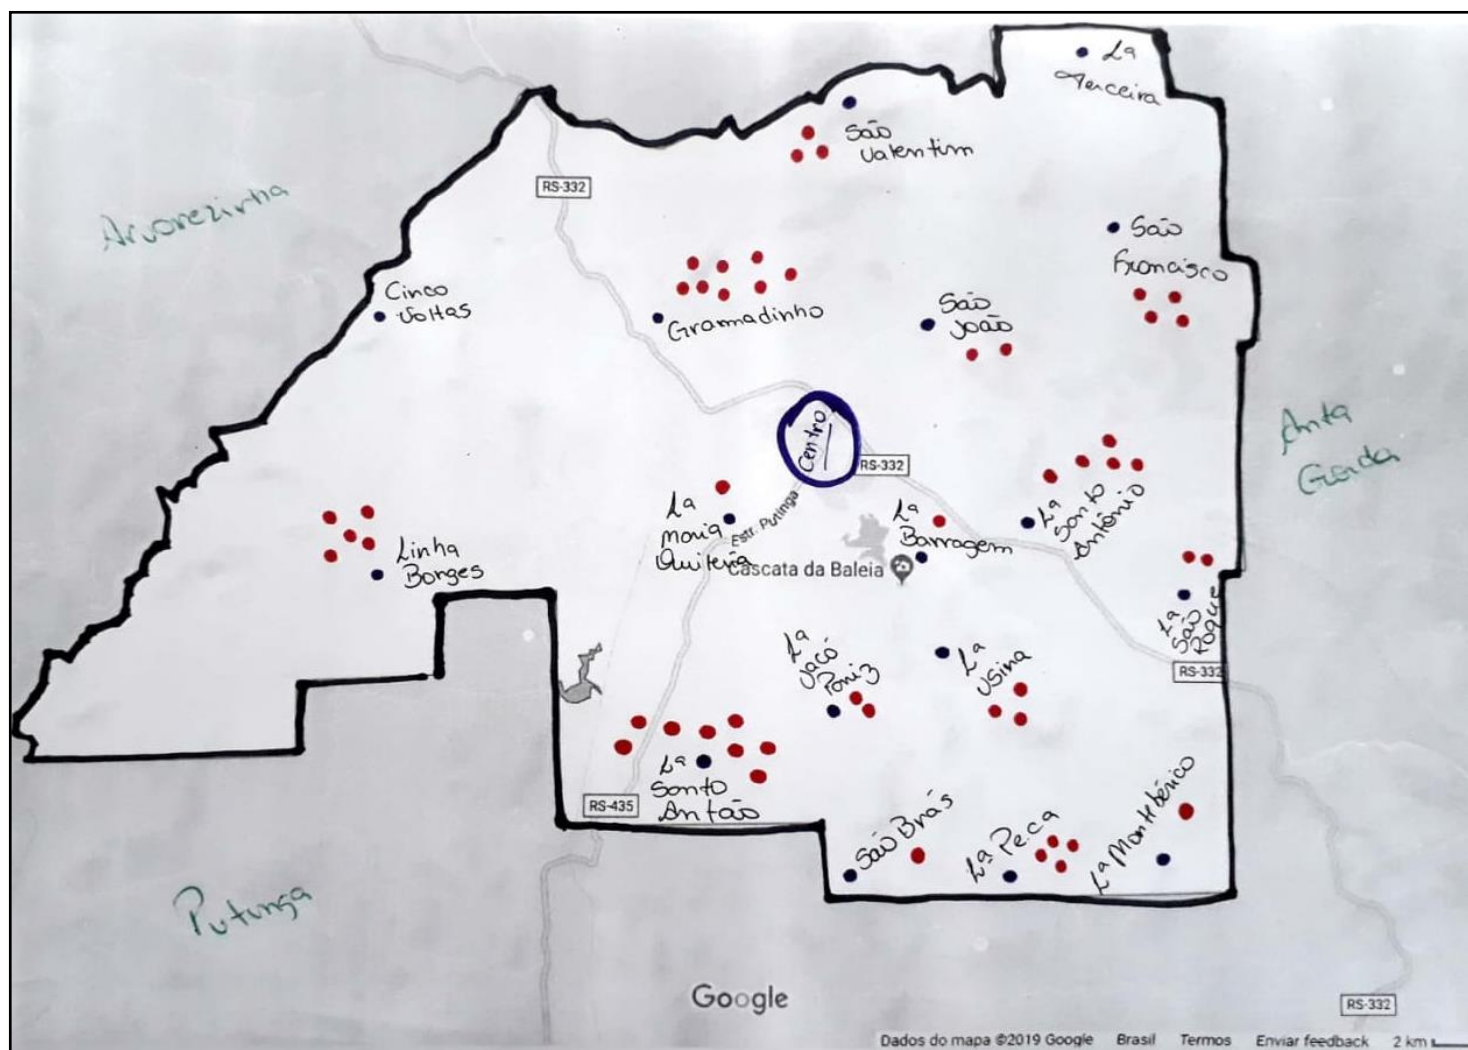 Lª
Terceira
São
Valentim
RS-332
Arvorezinha
São
Francisco
Cinco
Voltas
Gramadinho
São
João
Centro
RS-332
Anta
Gorda
Lª
Santo
Antônio
Lª
Maria
Quitéria
Estr. Putinga
Lª
Barragem
Cascata da Baleia
Linha
Borges
Lª
São
Roque
Lª
Jacó
Poniz
Lª
Usina
RS-332
Lª
Santo
Antão
RS-435
São Brás
Lª Peca
Lª Montebérico
Putinga
Google
RS-332
Dados do mapa ©2019 Google Brasil Termos Enviar feedback 2 km